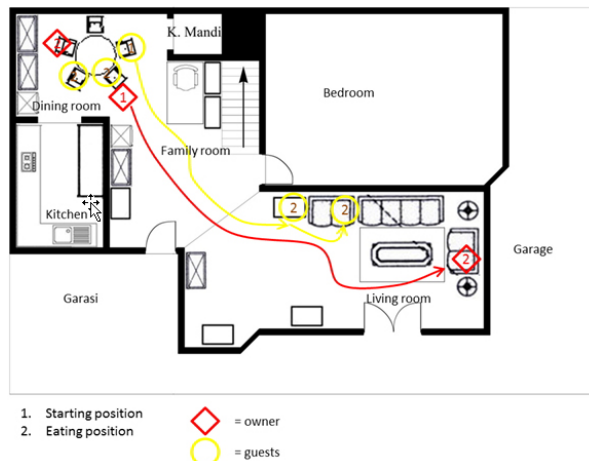 K. Mandi
Bedroom
Dining room
1
Family room
Kitchen
2
2
Garage
2
Garasi
Living room
1. Starting position
2. Eating position
= owner
= guests